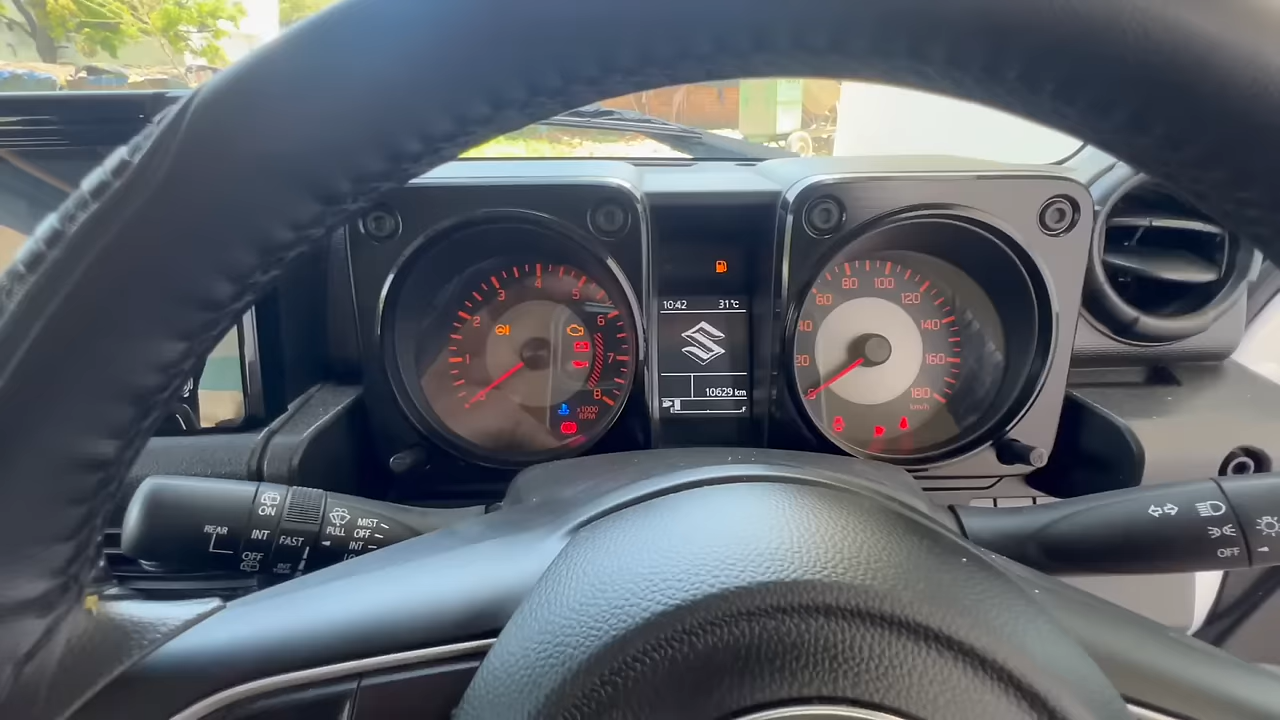 0
1
2
3
4
5
6
7
8
x1000
RPM
10:42 31°C
10629 km
F
0
20
40
60
80
100
120
140
160
180
km/h
ON
REAR
INT
FAST
OFF
INT
PULL
MIST
OFF
INT
OFF